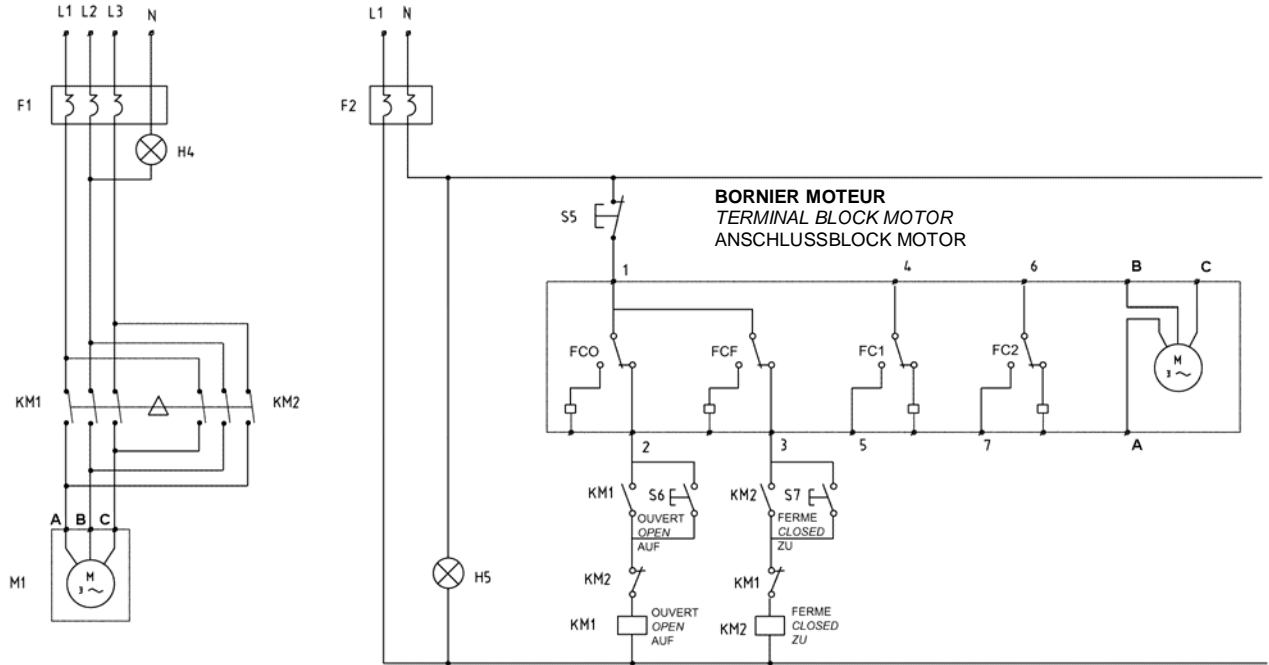 L1 L2 L3 N
F1
H4
KM1
KM2
A B C
M1
M
3 ~
L1 N
F2
S5
BORNIER MOTEUR
TERMINAL BLOCK MOTOR
ANSCHLUSSBLOCK MOTOR
1 4 6 B C
FCO FCF FC1 FC2
M
3 ~
2 3 5 7 A
KM1 S6 KM2 S7
OUVERT
OPEN
AUF
FERME
CLOSED
ZU
H5
KM2 KM1
KM1
OUVERT
OPEN
AUF
KM2
FERME
CLOSED
ZU